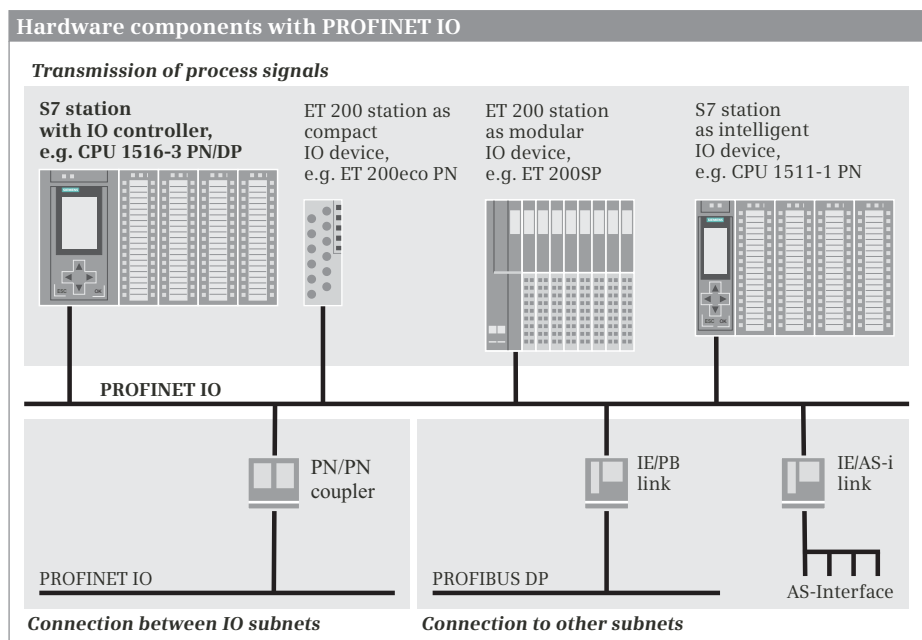 Hardware components with PROFINET IO
Transmission of process signals
S7 station
with IO controller,
e.g. CPU 1516-3 PN/DP
ET 200 station as
compact
IO device,
e.g. ET 200eco PN
ET 200 station
as modular
IO device,
e.g. ET 200SP
S7 station
as intelligent
IO device,
e.g. CPU 1511-1 PN
ESC OK
ESC OK
PROFINET IO
PN/PN
coupler
IE/PB
link
IE/AS-i
link
PROFINET IO
PROFIBUS DP
AS-Interface
Connection between IO subnets
Connection to other subnets